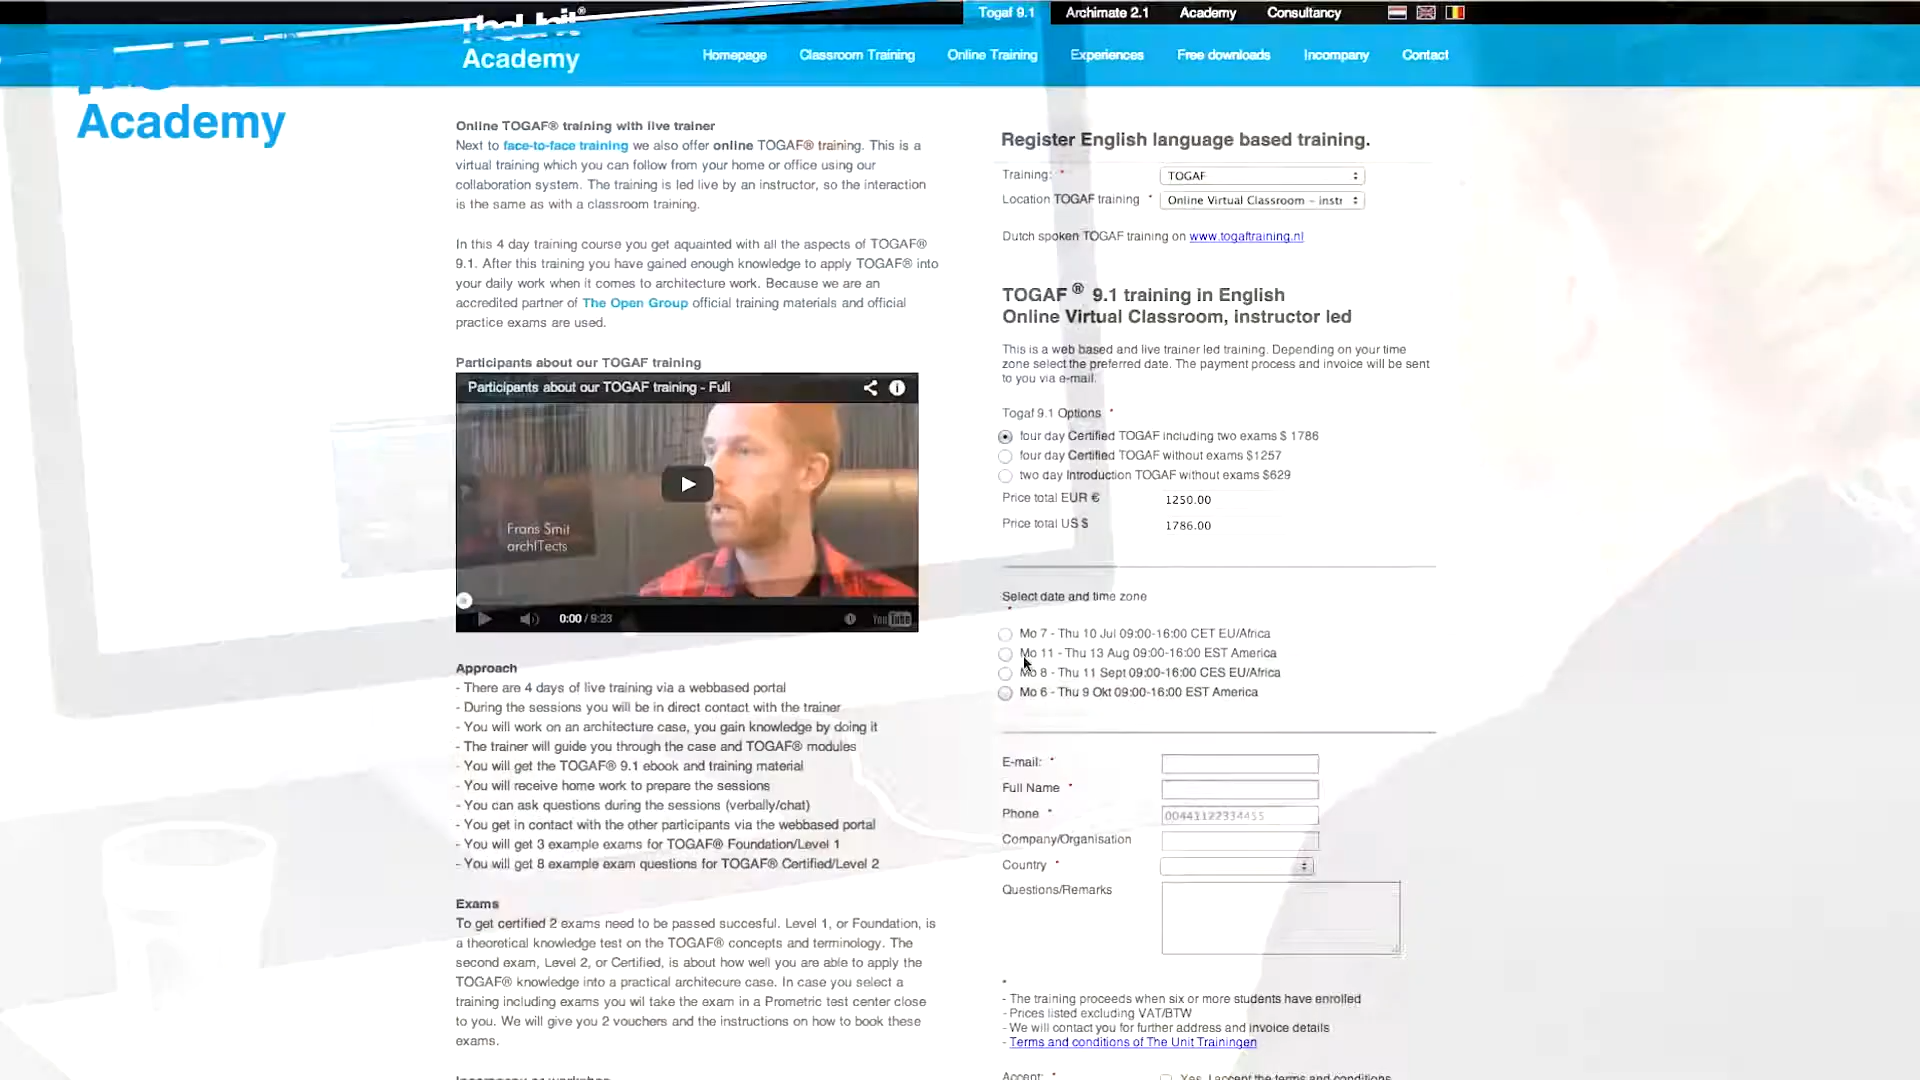 Togaf 9.1 Archimate 2.1 Academy Consultancy
Academy
Homepage Classroom Training Online Training Experiences Free downloads Incompany Contact
Academy
Online TOGAF® training with live trainer
Next to face-to-face training we also offer online TOGAF® training. This is a
virtual training which you can follow from your home or office using our
collaboration system. The training is led live by an instructor, so the interaction
is the same as with a classroom training.
In this 4 day training course you get aquainted with all the aspects of TOGAF®
9.1. After this training you have gained enough knowledge to apply TOGAF® into
your daily work when it comes to architecture work. Because we are an
accredited partner of The Open Group official training materials and official
practice exams are used.
Participants about our TOGAF training
Participants about our TOGAF training - Full
Frans Smit
archITects
0:00 / 9:23
YouTube
Approach
- There are 4 days of live training via a webbased portal
- During the sessions you will be in direct contact with the trainer
- You will work on an architecture case, you gain knowledge by doing it
- The trainer will guide you through the case and TOGAF® modules
- You will get the TOGAF® 9.1 ebook and training material
- You will receive home work to prepare the sessions
- You can ask questions during the sessions (verbally/chat)
- You get in contact with the other participants via the webbased portal
- You will get 3 example exams for TOGAF® Foundation/Level 1
- You will get 8 example exam questions for TOGAF® Certified/Level 2
Exams
To get certified 2 exams need to be passed succesful. Level 1, or Foundation, is
a theoretical knowledge test on the TOGAF® concepts and terminology. The
second exam, Level 2, or Certified, is about how well you are able to apply the
TOGAF® knowledge into a practical architecture case. In case you select a
training including exams you wil take the exam in a Prometric test center close
to you. We will give you 2 vouchers and the instructions on how to book these
exams.
Register English language based training.
Training: * TOGAF
Location TOGAF training * Online Virtual Classroom - instr
Dutch spoken TOGAF training on www.togaftraining.nl
TOGAF ® 9.1 training in English
Online Virtual Classroom, instructor led
This is a web based and live trainer led training. Depending on your time
zone select the preferred date. The payment process and invoice will be sent
to you via e-mail.
Togaf 9.1 Options *
four day Certified TOGAF including two exams $ 1786
four day Certified TOGAF without exams $1257
two day Introduction TOGAF without exams $629
Price total EUR € 1250.00
Price total US $ 1786.00
Select date and time zone
*
Mo 7 - Thu 10 Jul 09:00-16:00 CET EU/Africa
Mo 11 - Thu 13 Aug 09:00-16:00 EST America
Mo 8 - Thu 11 Sept 09:00-16:00 CES EU/Africa
Mo 6 - Thu 9 Okt 09:00-16:00 EST America
E-mail: *
Full Name *
Phone * 00441122334455
Company/Organisation
Country *
Questions/Remarks
*
- The training proceeds when six or more students have enrolled
- Prices listed excluding VAT/BTW
- We will contact you for further address and invoice details
- Terms and conditions of The Unit Trainingen
Accept: * Yes, I accept the terms and conditions